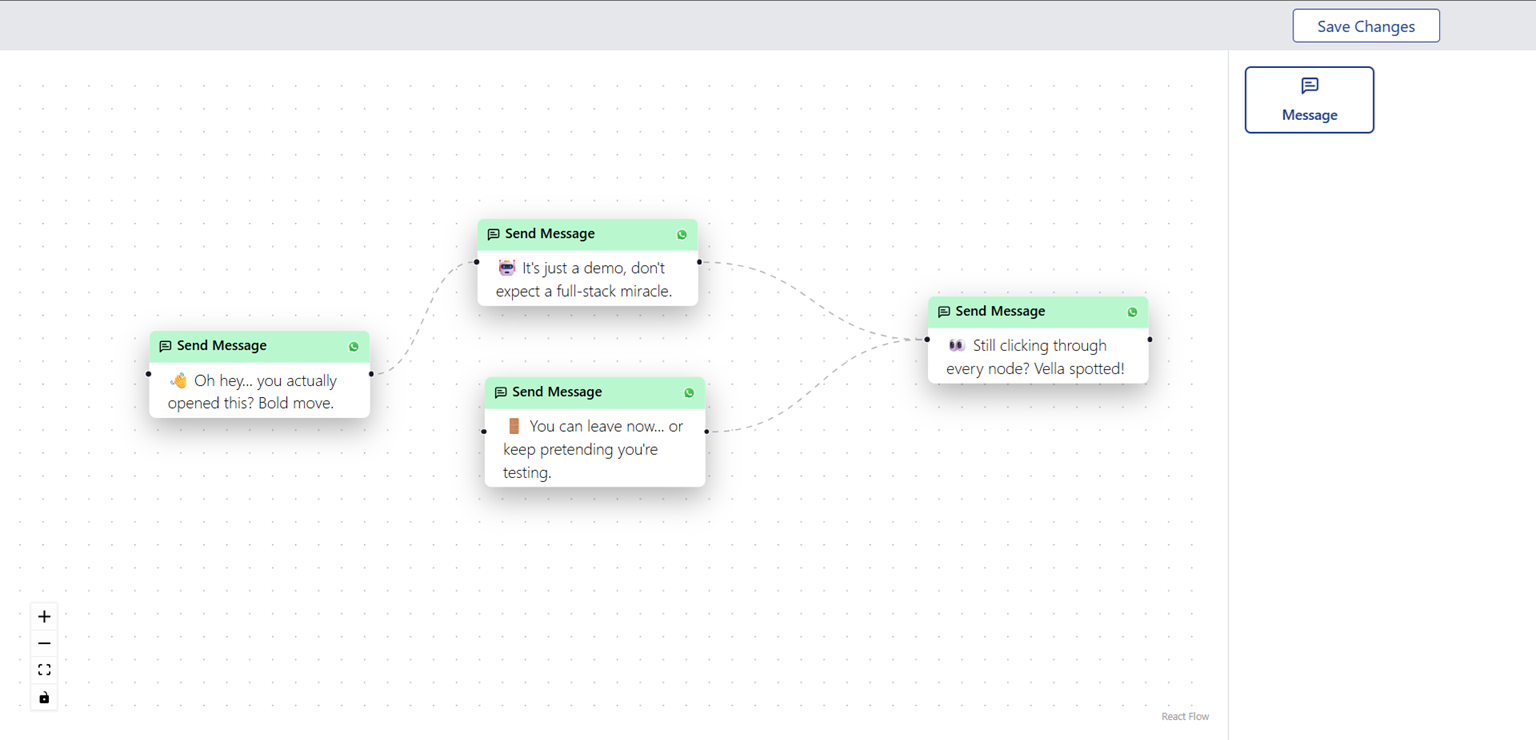 Save Changes
Message
Send Message
👋 Oh hey... you actually
opened this? Bold move.
Send Message
🤖 It's just a demo, don't
expect a full-stack miracle.
Send Message
🚪 You can leave now... or
keep pretending you're
testing.
Send Message
👀 Still clicking through
every node? Vella spotted!
React Flow